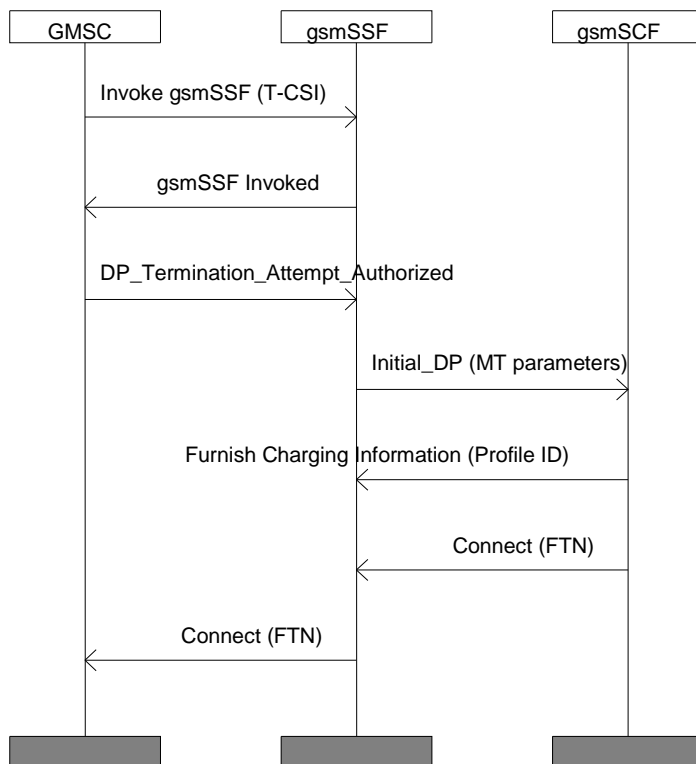 GMSC
gsmSSF
gsmSCF
Invoke gsmSSF (T-CSI)
gsmSSF Invoked
DP_Termination_Attempt_Authorized
Initial_DP (MT parameters)
Furnish Charging Information (Profile ID)
Connect (FTN)
Connect (FTN)